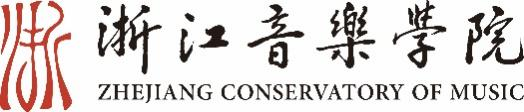 浙江音樂學院
ZHEJIANG CONSERVATORY OF MUSIC